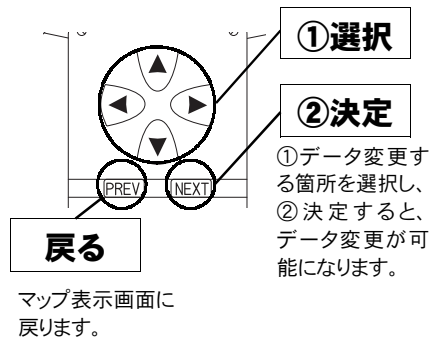 ①選択
②決定
①データ変更す
る箇所を選択し、
②決定すると、
データ変更が可
能になります。
PREV
NEXT
戻る
マップ表示画面に
戻ります。